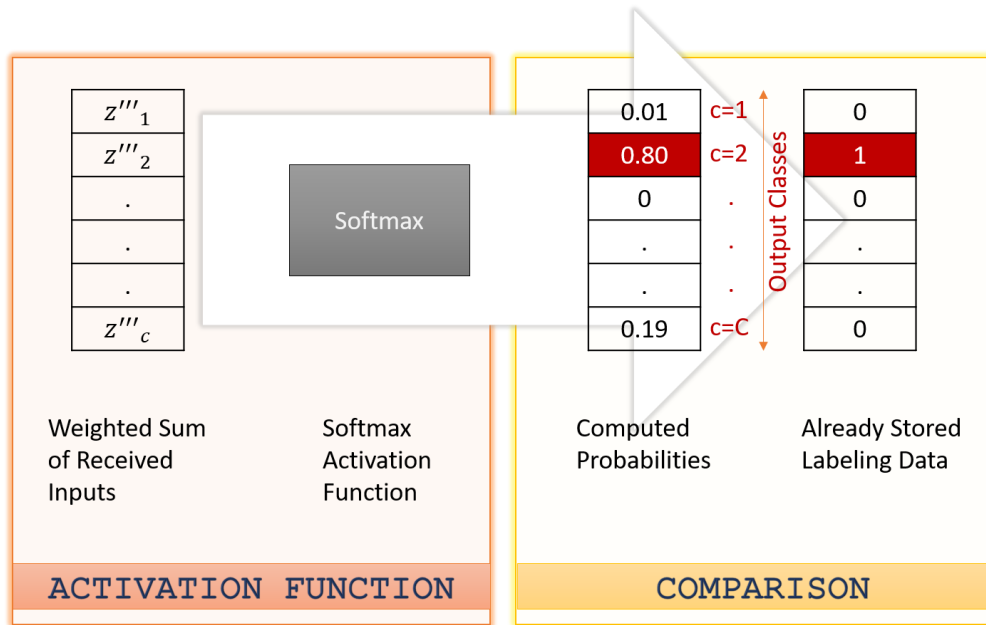 z'''₁
z'''₂
.
.
.
z'''c
Softmax
0.01
0.80
0
.
.
0.19
c=1
c=2
.
.
.
c=C
Output Classes
0
1
0
.
.
0
Weighted Sum
of Received
Inputs
Softmax
Activation
Function
Computed
Probabilities
Already Stored
Labeling Data
ACTIVATION FUNCTION
COMPARISON